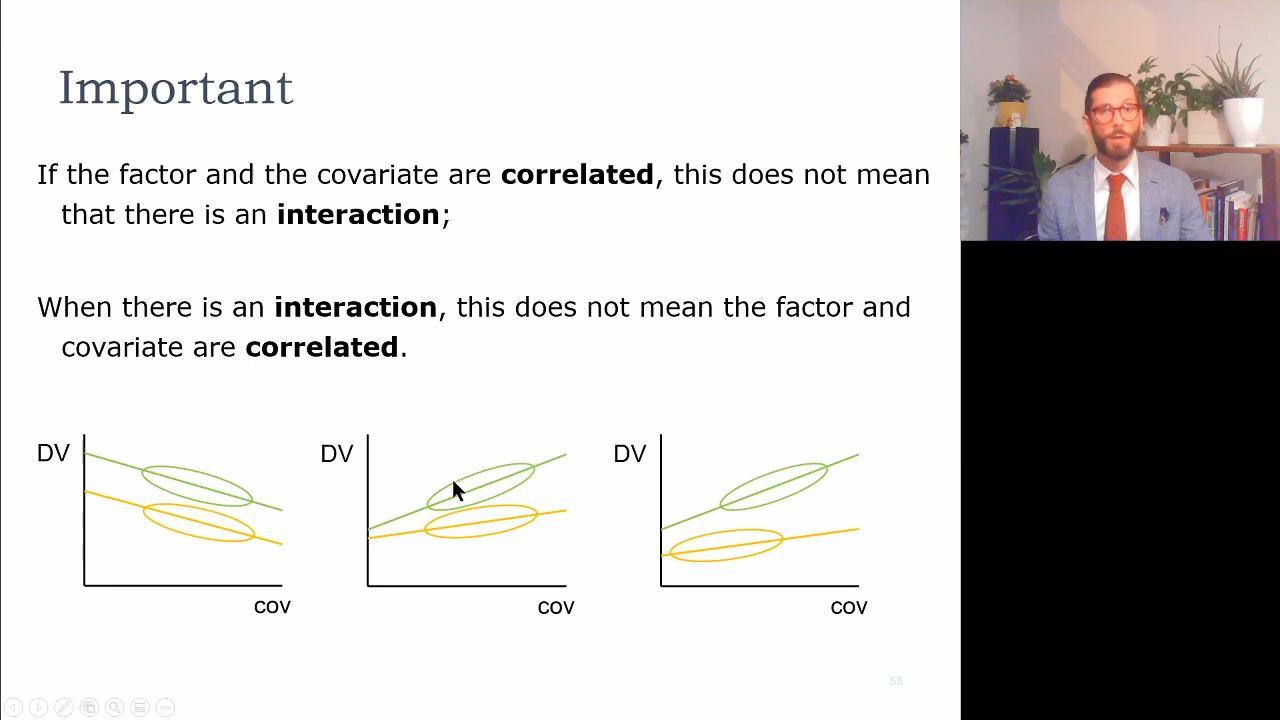 Important
If the factor and the covariate are correlated, this does not mean
that there is an interaction;
When there is an interaction, this does not mean the factor and
covariate are correlated.
DV
DV
DV
cov
cov
cov
55